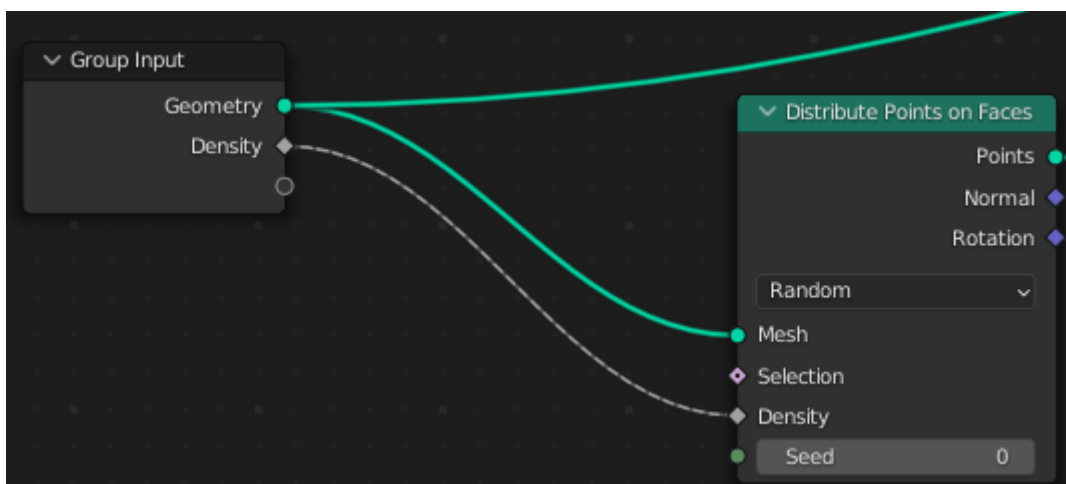 Group Input
Geometry
Density
Distribute Points on Faces
Points
Normal
Rotation
Random
Mesh
Selection
Density
Seed 0